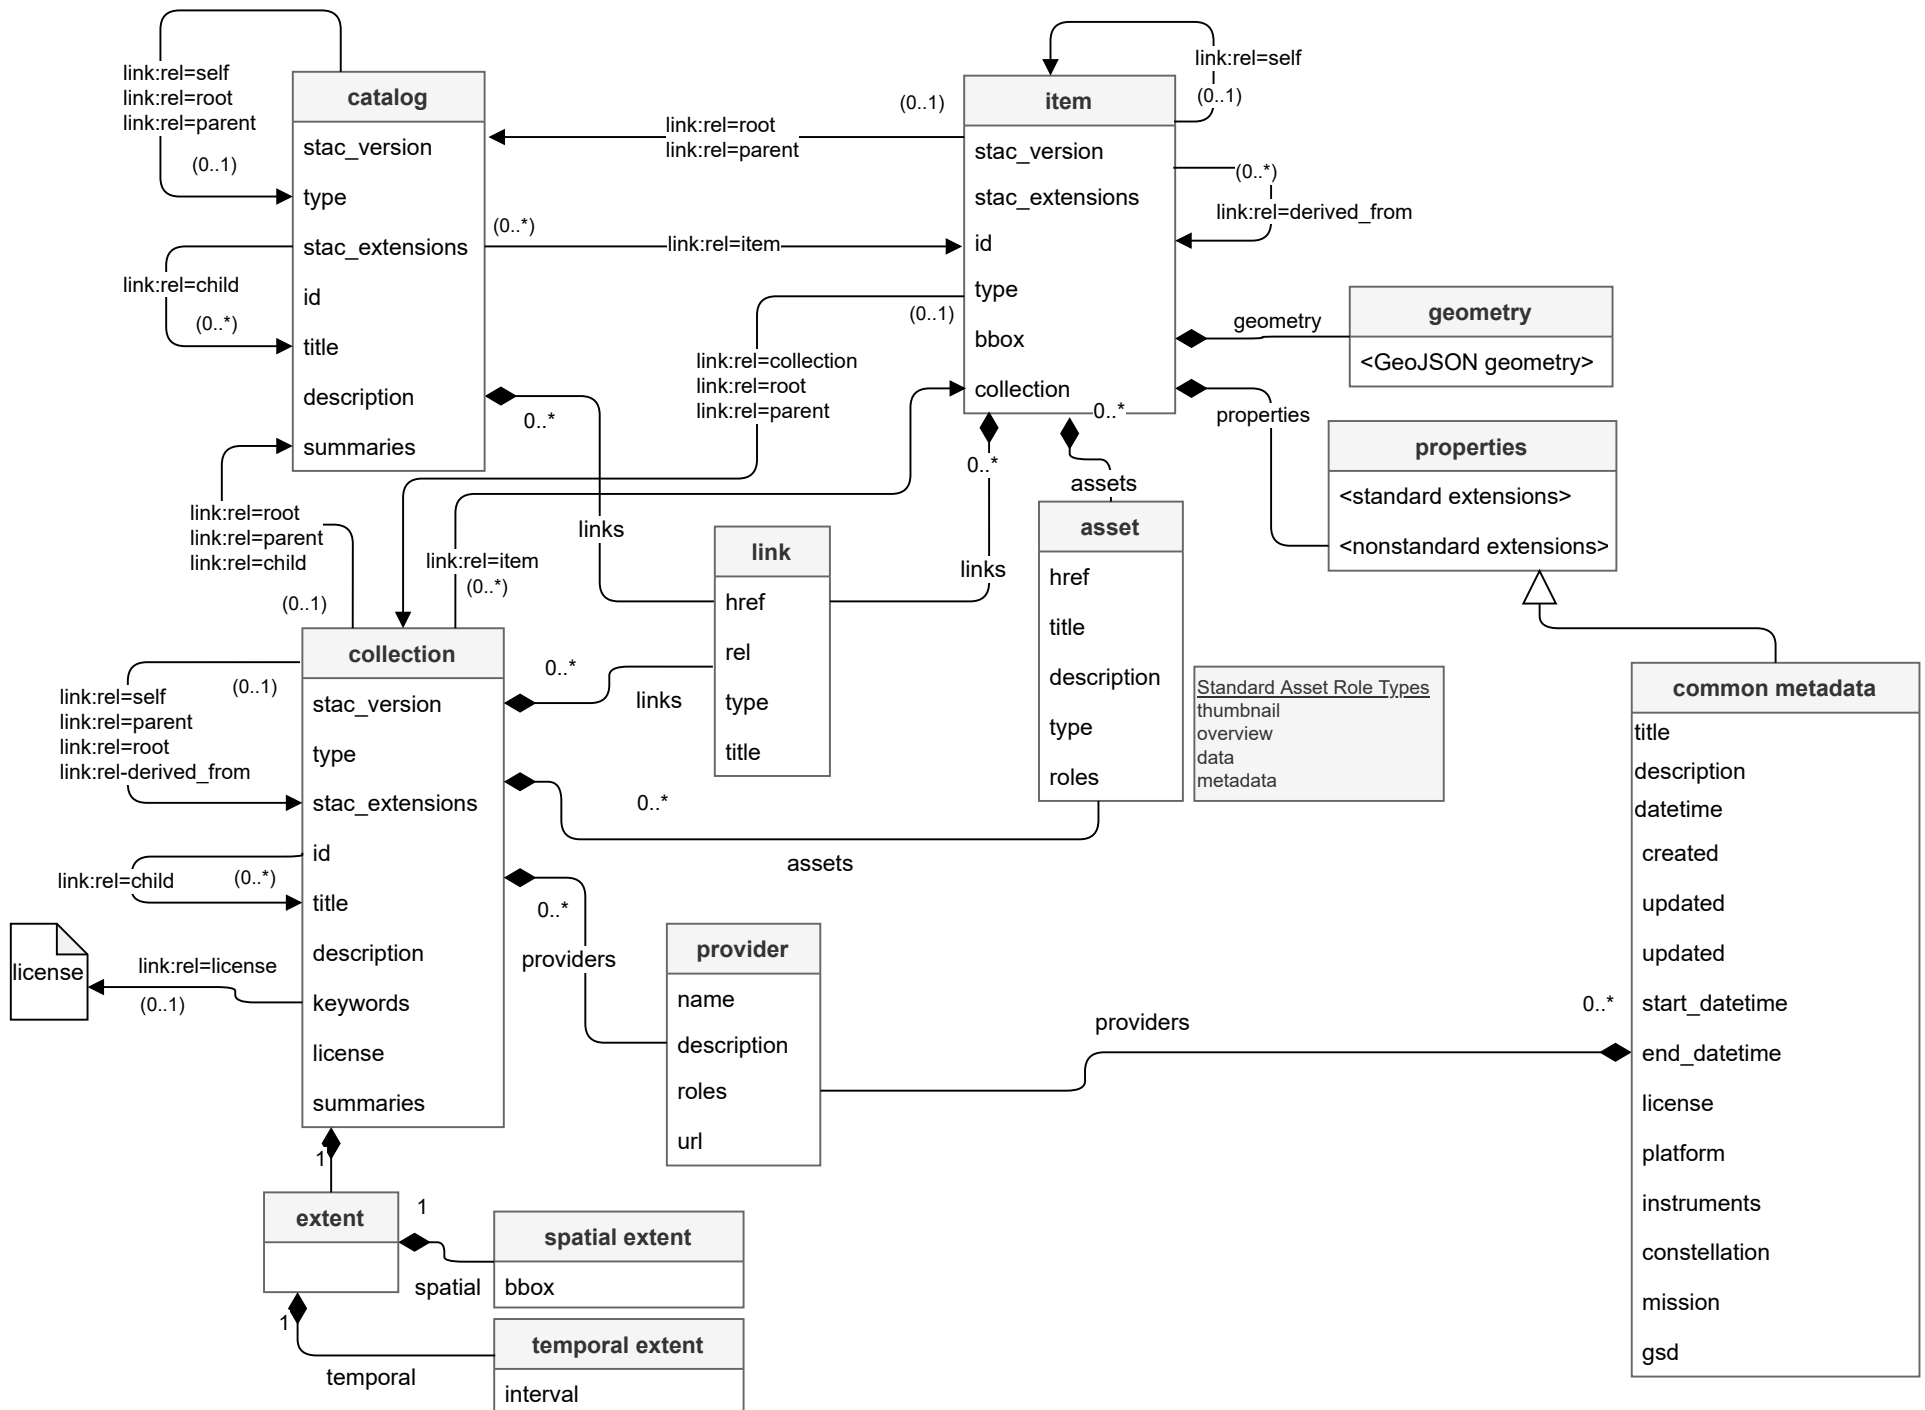 link:rel=self
link:rel=root
link:rel=parent
(0..1)
catalog
stac_version
type
stac_extensions
id
title
description
summaries
link:rel=child
(0..*)
link:rel=root
link:rel=parent
(0..1)
(0..*)
link:rel=item
item
stac_version
stac_extensions
id
type
bbox
collection
link:rel=self
(0..1)
(0..*)
link:rel=derived_from
geometry
geometry
<GeoJSON geometry>
properties
properties
<standard extensions>
<nonstandard extensions>
(0..1)
link:rel=collection
link:rel=root
link:rel=parent
0..*
links
0..*
links
0..*
assets
link:rel=root
link:rel=parent
link:rel=child
(0..1)
link:rel=item
(0..*)
link
href
rel
type
title
asset
href
title
description
type
roles
Standard Asset Role Types
thumbnail
overview
data
metadata
collection
stac_version
type
stac_extensions
id
title
description
keywords
license
summaries
link:rel=self
link:rel=parent
link:rel=root
link:rel-derived_from
(0..1)
link:rel=child
(0..*)
license
link:rel=license
(0..1)
0..*
links
0..*
assets
0..*
providers
provider
name
description
roles
url
providers
0..*
common metadata
title
description
datetime
created
updated
updated
start_datetime
end_datetime
license
platform
instruments
constellation
mission
gsd
1
extent
1
spatial
spatial extent
bbox
1
temporal
temporal extent
interval